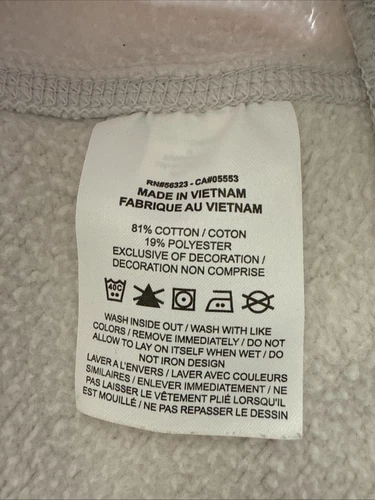 RN#56323 - CA#05553
MADE IN VIETNAM
FABRIQUE AU VIETNAM
81% COTTON / COTON
19% POLYESTER
EXCLUSIVE OF DECORATION /
DECORATION NON COMPRISE
40C
WASH INSIDE OUT / WASH WITH LIKE
COLORS / REMOVE IMMEDIATELY / DO NOT
ALLOW TO LAY ON ITSELF WHEN WET / DO
NOT IRON DESIGN
LAVER A L'ENVERS / LAVER AVEC COULEURS
SIMILAIRES / ENLEVER IMMEDIATEMENT / NE
PAS LAISSER LE VÊTEMENT PLIÉ LORSQU'IL
EST MOUILLÉ / NE PAS REPASSER LE DESSIN